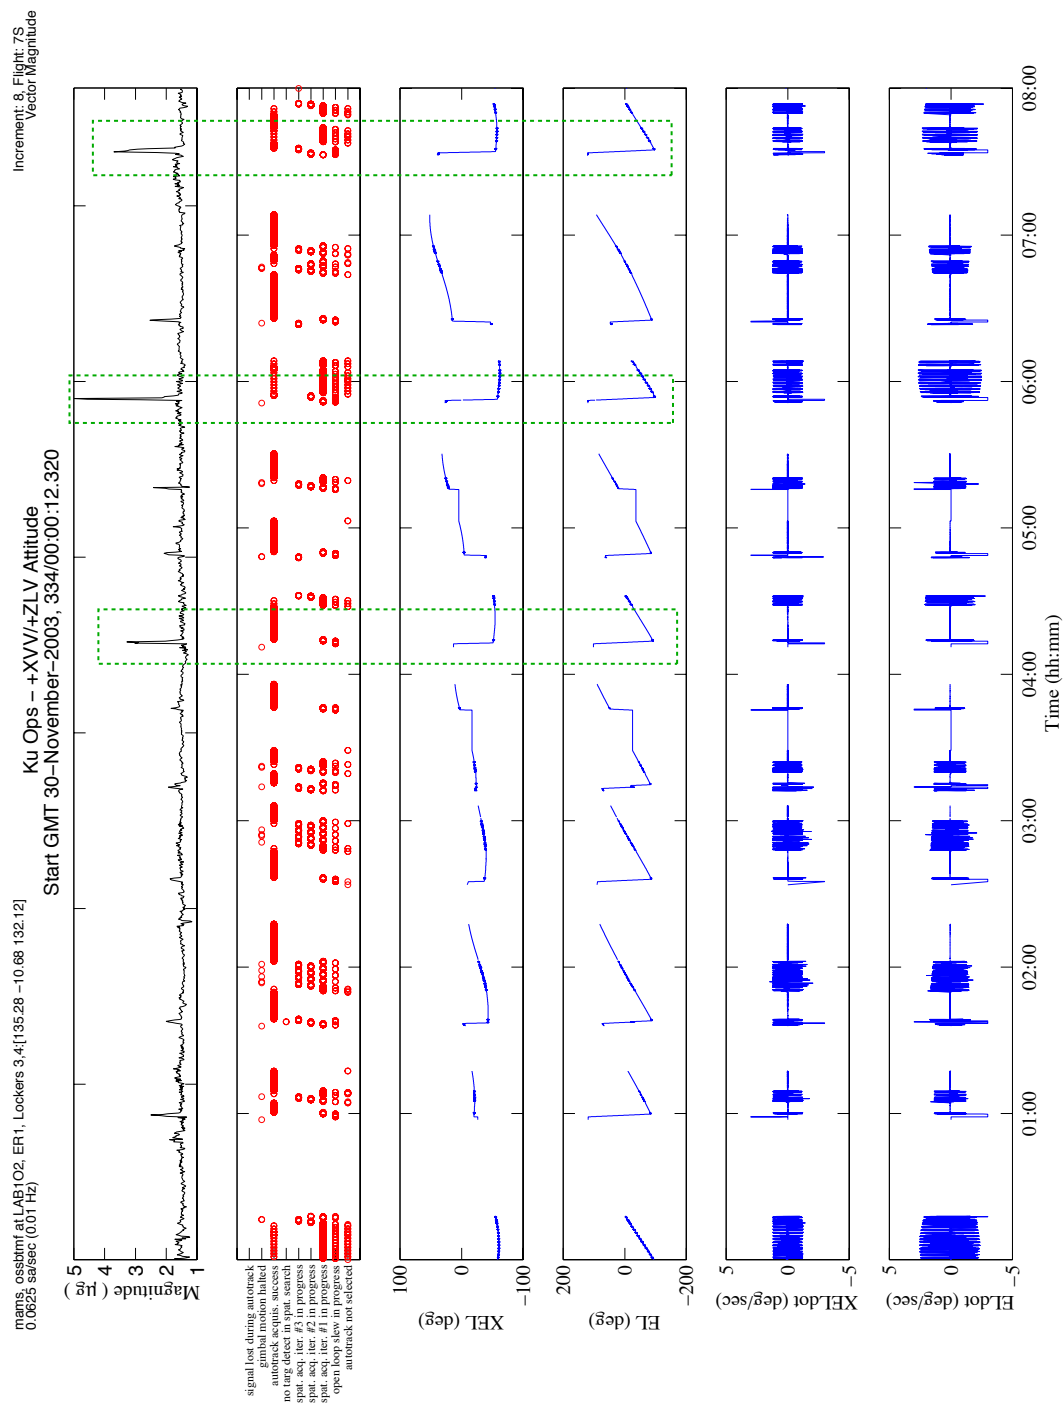 mams, ossbtmf at LAB1O2, ER1, Lockers 3,4:[135.28 −10.68 132.12]
0.0625 sa/sec (0.01 Hz)
Increment: 8, Flight: 7S
Vector Magnitude
Ku Ops − +XVV/+ZLV Attitude
Start GMT 30−November−2003, 334/00:00:12.320
5
4
3
2
1
Magnitude ( μg )
signal lost during autotrack
gimbal motion halted
autotrack acquis. success
no targ detect in spat. search
spat. acq. iter. #3 in progress
spat. acq. iter. #2 in progress
spat. acq. iter. #1 in progress
open loop slew in progress
autotrack not selected
100
0
−100
XEL (deg)
200
0
−200
EL (deg)
5
0
−5
XELdot (deg/sec)
5
0
−5
ELdot (deg/sec)
01:00
02:00
03:00
04:00
05:00
06:00
07:00
08:00
Time (hh:mm)